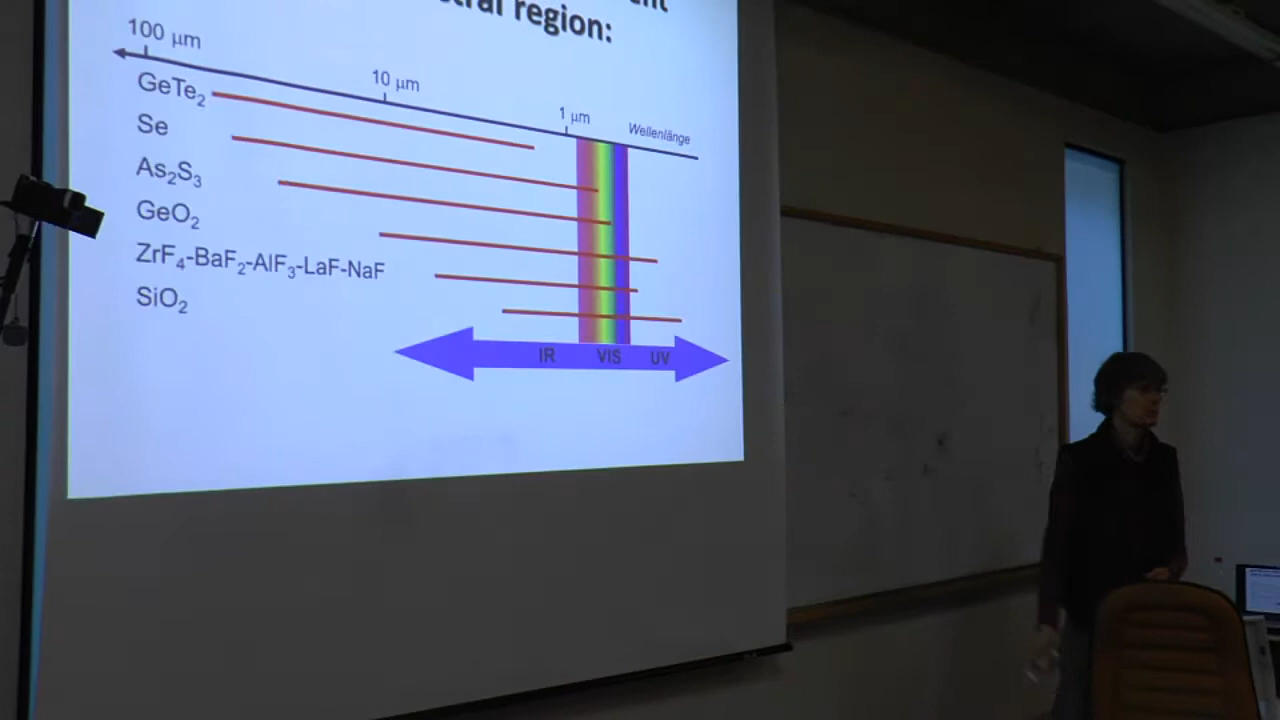 region:
100 μm
10 μm
1 μm
Wellenlänge
GeTe₂
Se
As₂S₃
GeO₂
ZrF₄-BaF₂-AlF₃-LaF-NaF
SiO₂
IR VIS UV